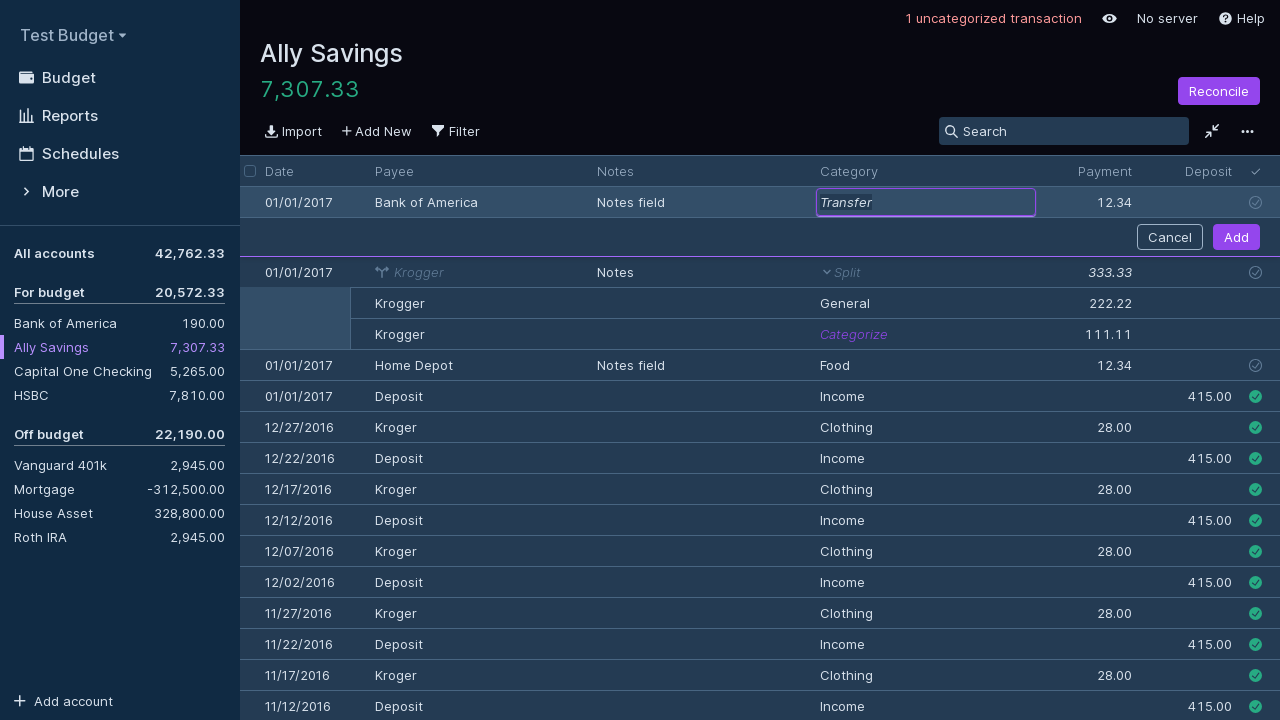 Test Budget
Budget
Reports
Schedules
More
All accounts 42,762.33
For budget 20,572.33
Bank of America 190.00
Ally Savings 7,307.33
Capital One Checking 5,265.00
HSBC 7,810.00
Off budget 22,190.00
Vanguard 401k 2,945.00
Mortgage -312,500.00
House Asset 328,800.00
Roth IRA 2,945.00
Add account
1 uncategorized transaction No server Help
Ally Savings
7,307.33
Reconcile
Import Add New Filter Search
Date Payee Notes Category Payment Deposit
01/01/2017 Bank of America Notes field Transfer 12.34
Cancel Add
01/01/2017 Krogger Notes Split 333.33
Krogger General 222.22
Krogger Categorize 111.11
01/01/2017 Home Depot Notes field Food 12.34
01/01/2017 Deposit Income 415.00
12/27/2016 Kroger Clothing 28.00
12/22/2016 Deposit Income 415.00
12/17/2016 Kroger Clothing 28.00
12/12/2016 Deposit Income 415.00
12/07/2016 Kroger Clothing 28.00
12/02/2016 Deposit Income 415.00
11/27/2016 Kroger Clothing 28.00
11/22/2016 Deposit Income 415.00
11/17/2016 Kroger Clothing 28.00
11/12/2016 Deposit Income 415.00